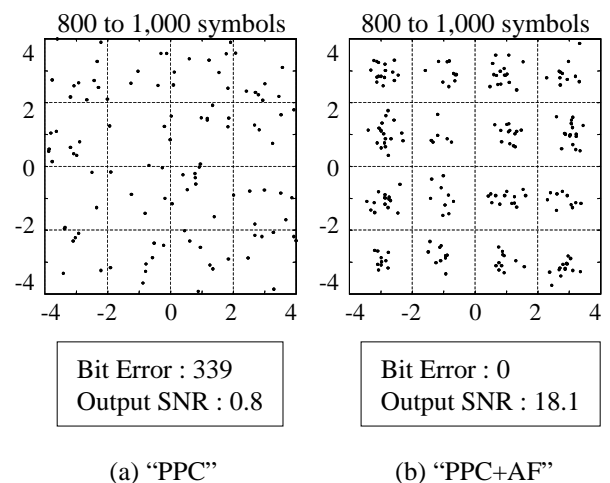 800 to 1,000 symbols
4
2
0
-2
-4
-4 -2 0 2 4
Bit Error : 339
Output SNR : 0.8
(a) “PPC”
800 to 1,000 symbols
4
2
0
-2
-4
-4 -2 0 2 4
Bit Error : 0
Output SNR : 18.1
(b) “PPC+AF”